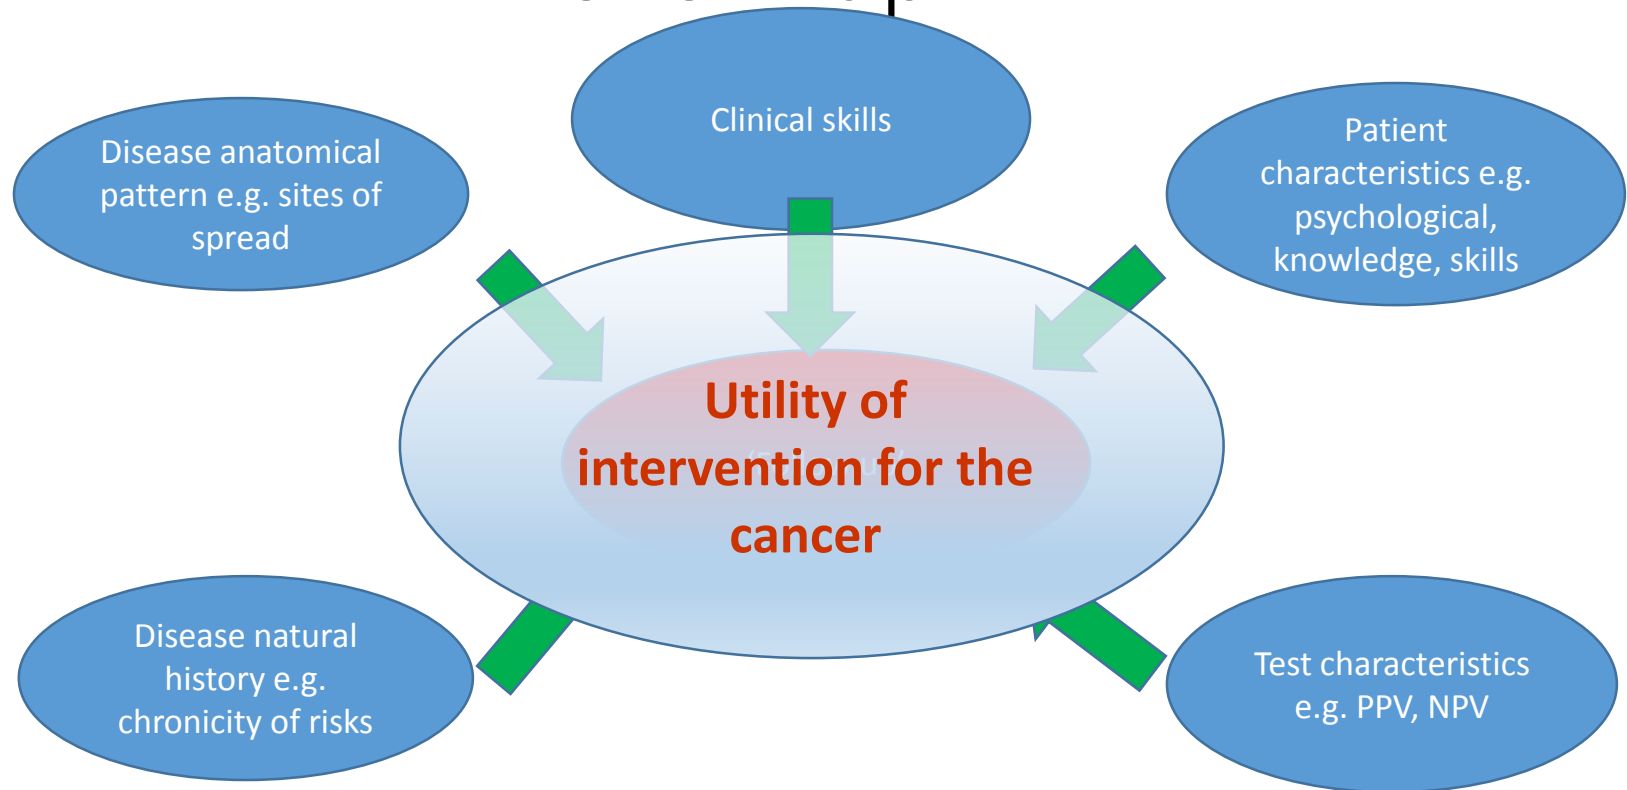 Clinical skills
Disease anatomical
pattern e.g. sites of
spread
Patient
characteristics e.g.
psychological,
knowledge, skills
Utility of
intervention for the
cancer
Disease natural
history e.g.
chronicity of risks
Test characteristics
e.g. PPV, NPV